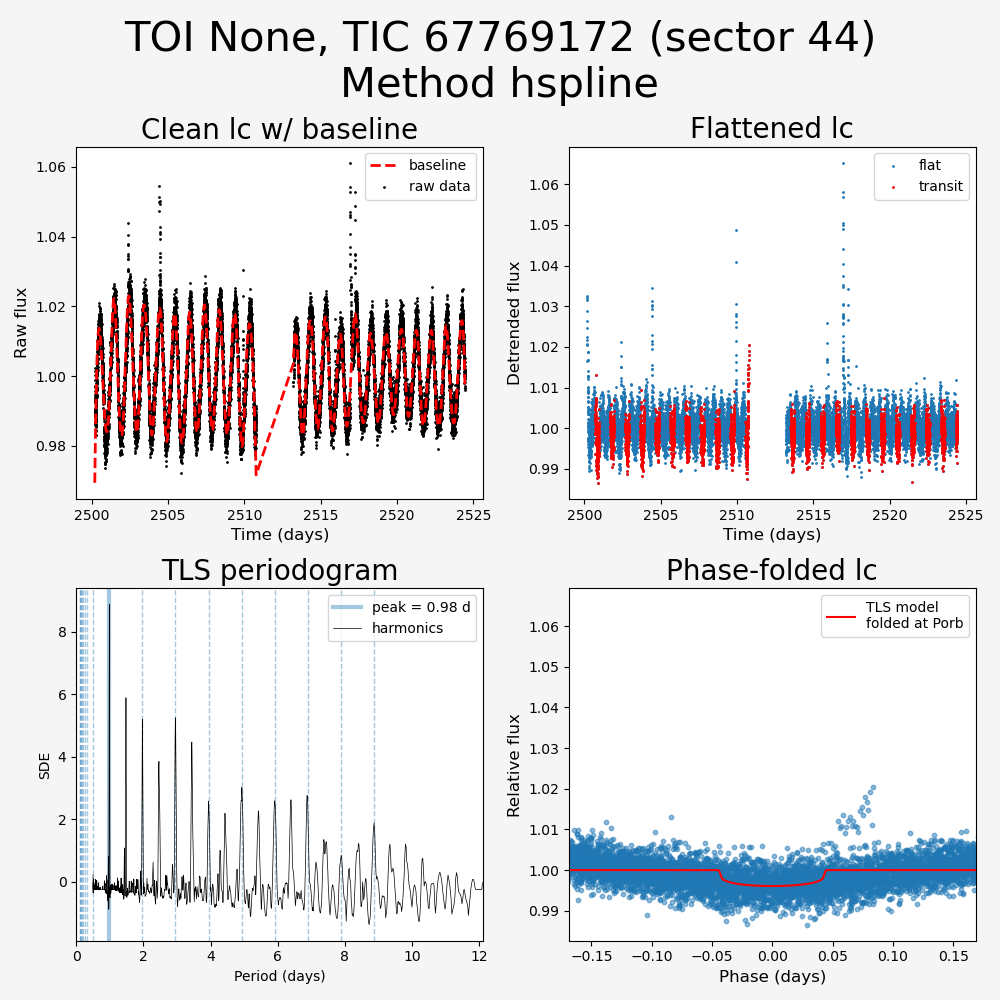 TOI None, TIC 67769172 (sector 44)
Method hspline
Clean lc w/ baseline
Raw flux
1.06
1.04
1.02
1.00
0.98
baseline
raw data
2500
2505
2510
2515
2520
2525
Time (days)
Flattened lc
Detrended flux
1.06
1.05
1.04
1.03
1.02
1.01
1.00
0.99
flat
transit
2500
2505
2510
2515
2520
2525
Time (days)
TLS periodogram
SDE
8
6
4
2
0
peak = 0.98 d
harmonics
0
2
4
6
8
10
12
Period (days)
Phase-folded lc
Relative flux
1.06
1.05
1.04
1.03
1.02
1.01
1.00
0.99
TLS model
folded at Porb
−0.15
−0.10
−0.05
0.00
0.05
0.10
0.15
Phase (days)